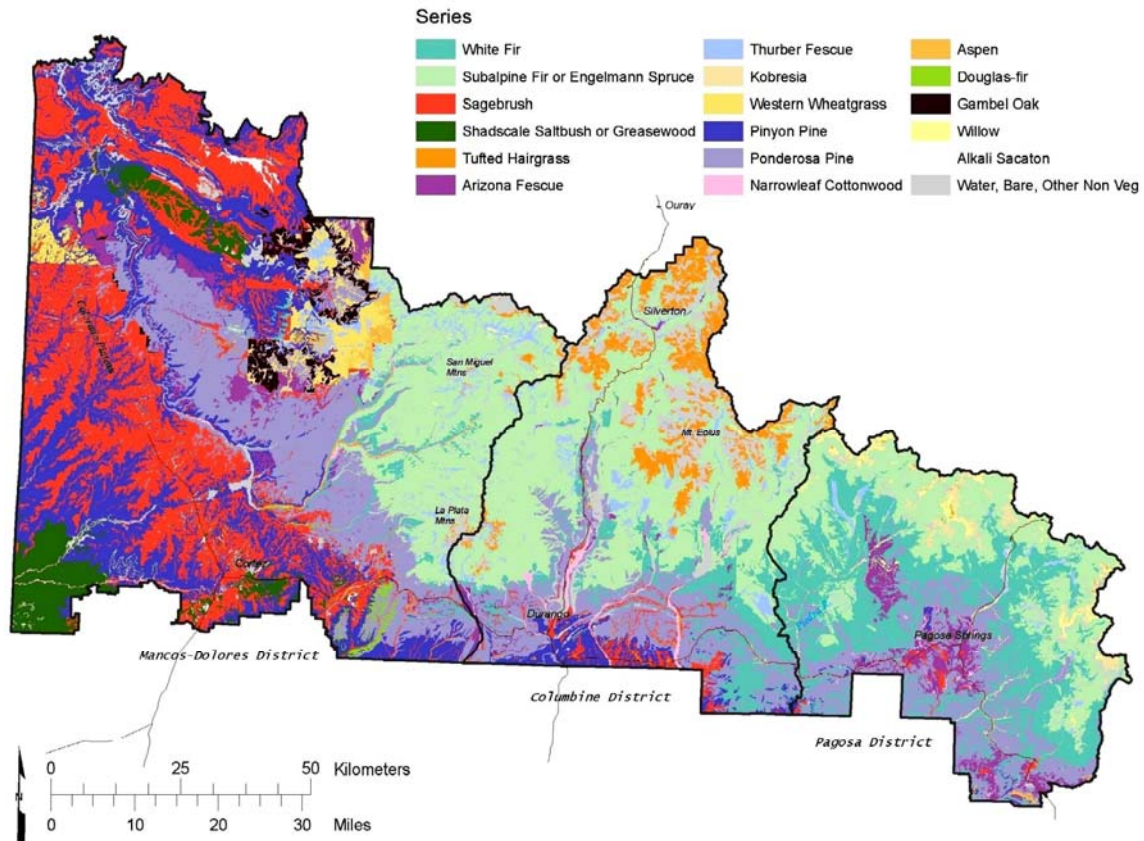 Series
White Fir
Subalpine Fir or Engelmann Spruce
Sagebrush
Shadscale Saltbush or Greasewood
Tufted Hairgrass
Arizona Fescue
Thurber Fescue
Kobresia
Western Wheatgrass
Pinyon Pine
Ponderosa Pine
Narrowleaf Cottonwood
Aspen
Douglas-fir
Gambel Oak
Willow
Alkali Sacaton
Water, Bare, Other Non Veg
Ouray
Silverton
San Miguel
Mtns
Mt. Eolus
La Plata
Mtns
Cortez
Durango
Pagosa Springs
Mancos-Dolores District
Columbine District
Pagosa District
0 25 50 Kilometers
0 10 20 30 Miles
N